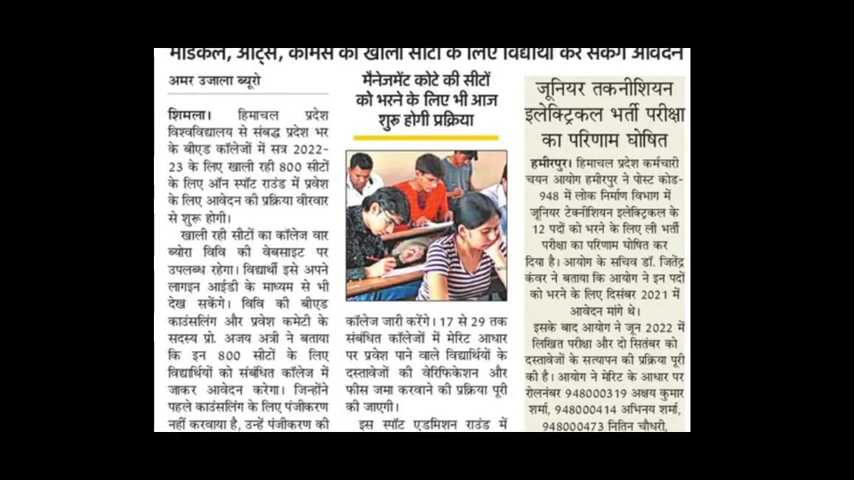 मेडिकल, आर्ट्स, कॉमर्स की खाली सीटों के लिए विद्यार्थी कर सकेंगे आवेदन
अमर उजाला ब्यूरो
शिमला। हिमाचल प्रदेश
विश्वविद्यालय से संबद्ध प्रदेश भर
के बीएड कॉलेजों में सत्र 2022-
23 के लिए खाली रही 800 सीटों
के लिए ऑन स्पॉट राउंड में प्रवेश
के लिए आवेदन की प्रक्रिया वीरवार
से शुरू होगी।
खाली रही सीटों का कॉलेज वार
ब्योरा विवि की वेबसाइट पर
उपलब्ध रहेगा। विद्यार्थी इसे अपने
लागइन आईडी के माध्यम से भी
देख सकेंगे। विवि की बीएड
काउंसलिंग और प्रवेश कमेटी के
सदस्य प्रो. अजय अत्री ने बताया
कि इन 800 सीटों के लिए
विद्यार्थियों को संबंधित कॉलेज में
जाकर आवेदन करेगा। जिन्होंने
पहले काउंसलिंग के लिए पंजीकरण
नहीं करवाया है, उन्हें पंजीकरण की
मैनेजमेंट कोटे की सीटों
को भरने के लिए भी आज
शुरू होगी प्रक्रिया
कॉलेज जारी करेंगे। 17 से 29 तक
संबंधित कॉलेजों में मेरिट आधार
पर प्रवेश पाने वाले विद्यार्थियों के
दस्तावेजों की वेरिफिकेशन और
फीस जमा करवाने की प्रक्रिया पूरी
की जाएगी।
इस स्पॉट एडमिशन राउंड में
जूनियर तकनीशियन
इलेक्ट्रिकल भर्ती परीक्षा
का परिणाम घोषित
हमीरपुर। हिमाचल प्रदेश कर्मचारी
चयन आयोग हमीरपुर ने पोस्ट कोड-
948 में लोक निर्माण विभाग में
जूनियर टेक्नीशियन इलेक्ट्रिकल के
12 पदों को भरने के लिए ली भर्ती
परीक्षा का परिणाम घोषित कर
दिया है। आयोग के सचिव डॉ. जितेंद्र
कंवर ने बताया कि आयोग ने इन पदों
को भरने के लिए दिसंबर 2021 में
आवेदन मांगे थे।
इसके बाद आयोग ने जून 2022 में
लिखित परीक्षा और दो सितंबर को
दस्तावेजों के सत्यापन की प्रक्रिया पूरी
की है। आयोग ने मेरिट के आधार पर
रोलनंबर 948000319 अक्षय कुमार
शर्मा, 948000414 अभिनय शर्मा,
948000473 नितिन चौधरी,